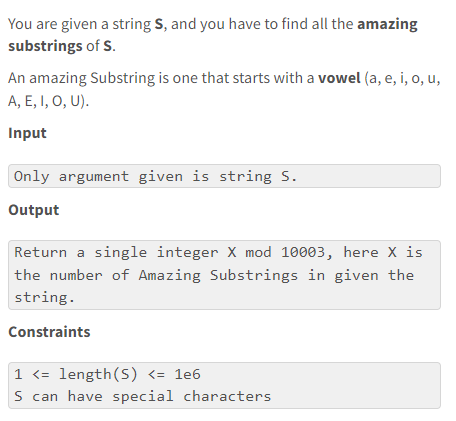 You are given a string S, and you have to find all the amazing
substrings of S.
An amazing Substring is one that starts with a vowel (a, e, i, o, u,
A, E, I, O, U).
Input
Only argument given is string S.
Output
Return a single integer X mod 10003, here X is
the number of Amazing Substrings in given the
string.
Constraints
1 <= length(S) <= 1e6
S can have special characters